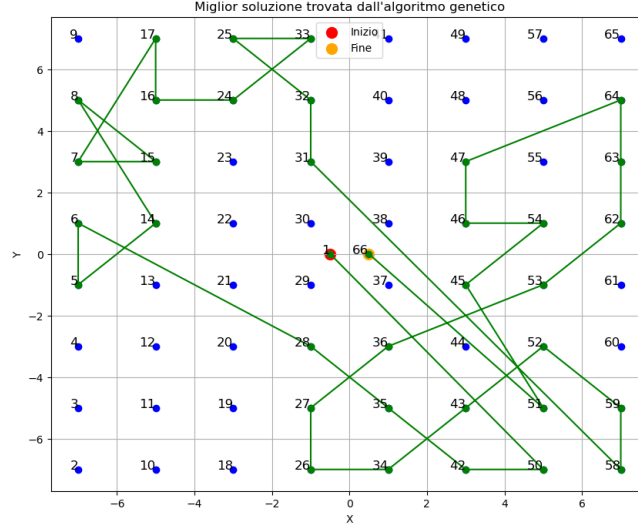 Miglior soluzione trovata dall'algoritmo genetico
Inizio
Fine
9 17 25 33 1 49 57 65
8 16 24 32 40 48 56 64
7 15 23 31 39 47 55 63
6 14 22 30 38 46 54 62
1 66
5 13 21 29 37 45 53 61
4 12 20 28 36 44 52 60
3 11 19 27 35 43 51 59
2 10 18 26 34 42 50 58
6
4
2
0
−2
−4
−6
Y
−6 −4 −2 0 2 4 6
X